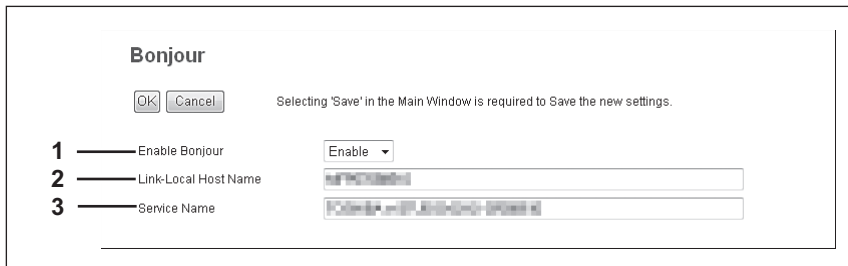 Bonjour
OK Cancel Selecting 'Save' in the Main Window is required to Save the new settings.
1 Enable Bonjour Enable
2 Link-Local Host Name
3 Service Name